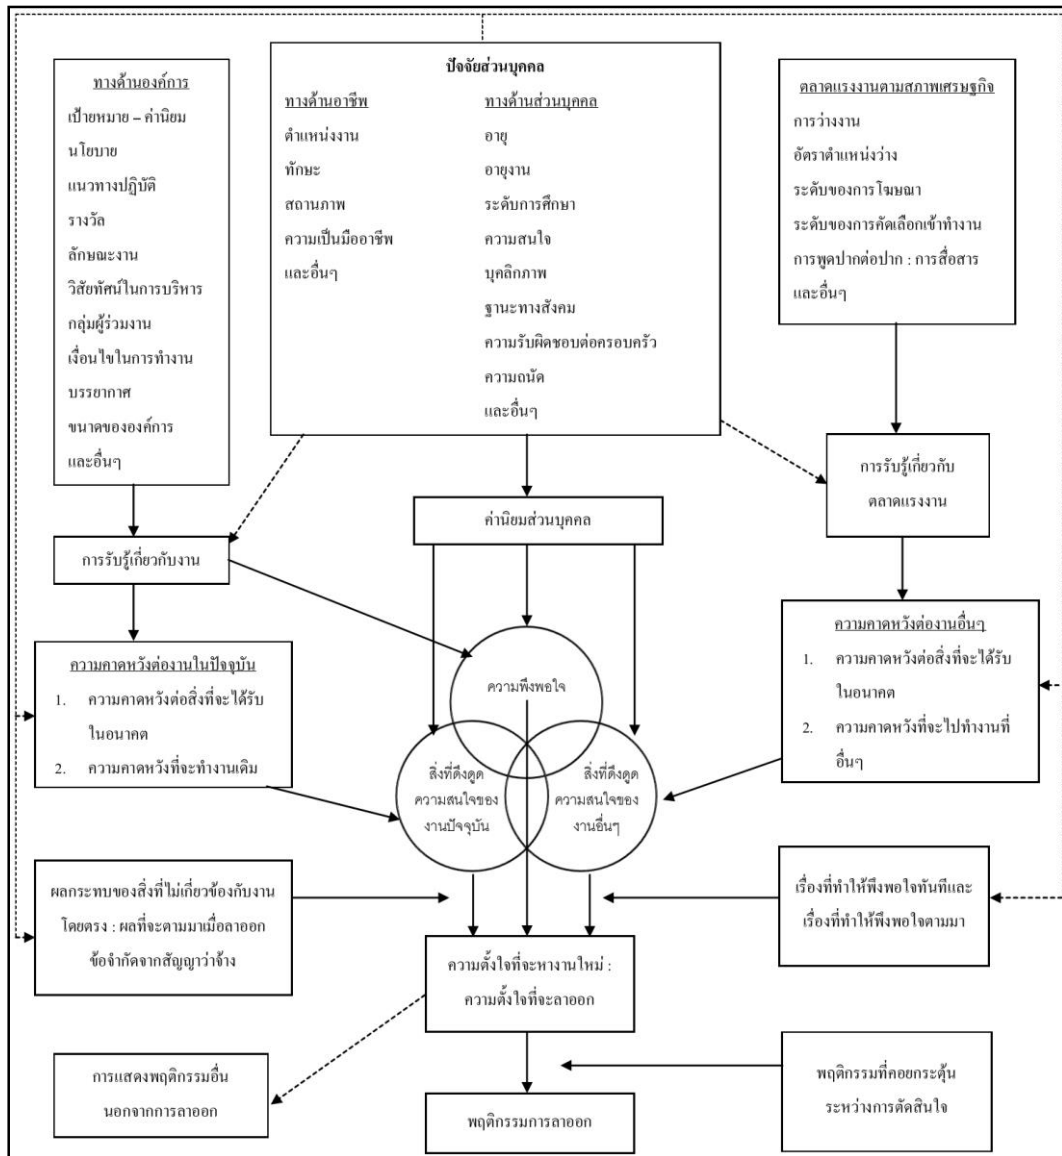 ทางด้านองค์การ
เป้าหมาย – ค่านิยม
นโยบาย
แนวทางปฏิบัติ
รางวัล
ลักษณะงาน
วิสัยทัศน์ในการบริหาร
กลุ่มผู้ร่วมงาน
เงื่อนไขในการทำงาน
บรรยากาศ
ขนาดขององค์การ
และอื่นๆ
ปัจจัยส่วนบุคคล
ทางด้านอาชีพ
ตำแหน่งงาน
ทักษะ
สถานภาพ
ความเป็นมืออาชีพ
และอื่นๆ
ทางด้านส่วนบุคคล
อายุ
อายุงาน
ระดับการศึกษา
ความสนใจ
บุคลิกภาพ
ฐานะทางสังคม
ความรับผิดชอบต่อครอบครัว
ความถนัด
และอื่นๆ
ตลาดแรงงานตามสภาพเศรษฐกิจ
การว่างงาน
อัตราตำแหน่งว่าง
ระดับของการโฆษณา
ระดับของการคัดเลือกเข้าทำงาน
การพูดปากต่อปาก : การสื่อสาร
และอื่นๆ
การรับรู้เกี่ยวกับ
ตลาดแรงงาน
ค่านิยมส่วนบุคคล
การรับรู้เกี่ยวกับงาน
ความคาดหวังต่องานในปัจจุบัน
1. ความคาดหวังต่อสิ่งที่จะได้รับ
ในอนาคต
2. ความคาดหวังที่จะทำงานเดิม
ความพึงพอใจ
สิ่งที่ดึงดูด
ความสนใจของ
งานปัจจุบัน
สิ่งที่ดึงดูด
ความสนใจของ
งานอื่นๆ
ความคาดหวังต่องานอื่นๆ
1. ความคาดหวังต่อสิ่งที่จะได้รับ
ในอนาคต
2. ความคาดหวังที่จะไปทำงานที่
อื่นๆ
ผลกระทบของสิ่งที่ไม่เกี่ยวข้องกับงาน
โดยตรง : ผลที่จะตามมาเมื่อลาออก
ข้อจำกัดจากสัญญาว่าจ้าง
เรื่องที่ทำให้พึงพอใจทันทีและ
เรื่องที่ทำให้พึงพอใจตามมา
ความตั้งใจที่จะหางานใหม่ :
ความตั้งใจที่จะลาออก
การแสดงพฤติกรรมอื่น
นอกจากการลาออก
พฤติกรรมการลาออก
พฤติกรรมที่คอยกระตุ้น
ระหว่างการตัดสินใจ